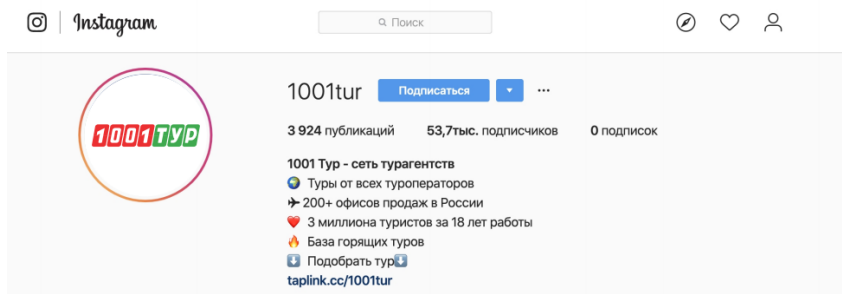 Instagram
Поиск
1001ТУР
1001tur Подписаться ...
3 924 публикаций 53,7тыс. подписчиков 0 подписок
1001 Тур - сеть турагентств
🌍 Туры от всех туроператоров
✈ 200+ офисов продаж в России
❤️ 3 миллиона туристов за 18 лет работы
🔥 База горящих туров
⬇️ Подобрать тур⬇️
taplink.cc/1001tur